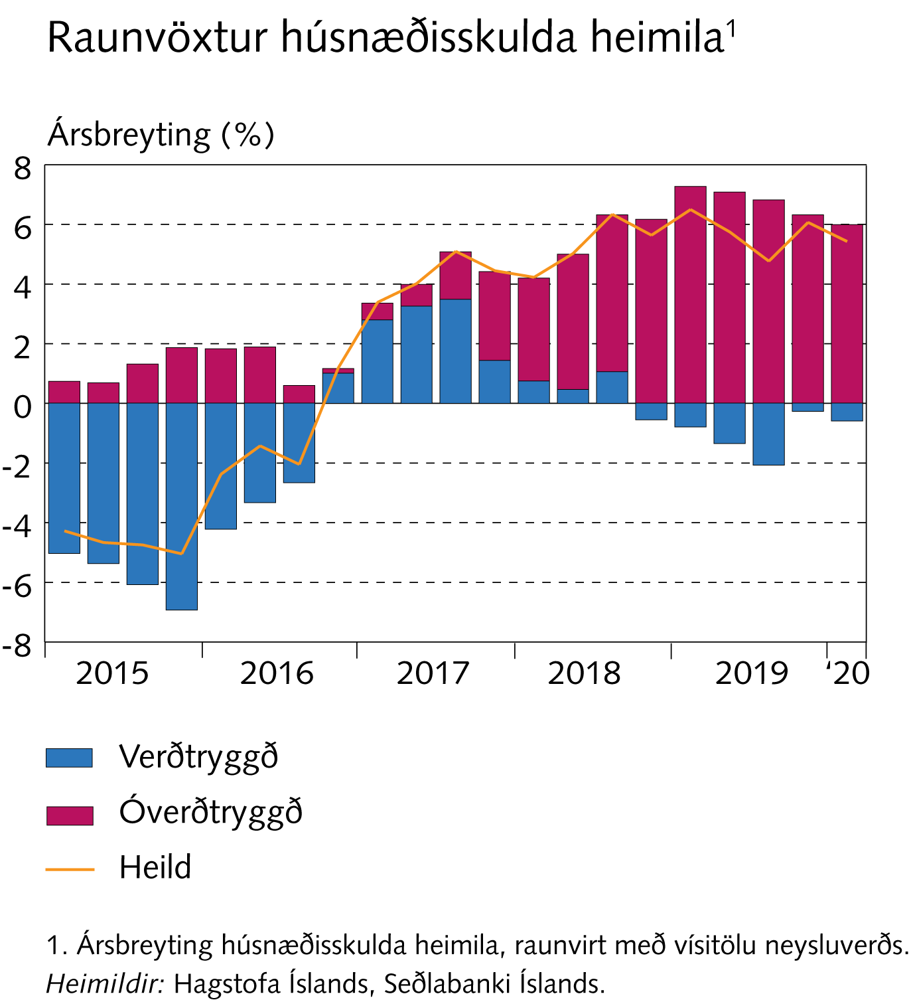 Raunvöxtur húsnæðisskulda heimila¹
Ársbreyting (%)
8
6
4
2
0
-2
-4
-6
-8
2015 2016 2017 2018 2019 ‘20
Verðtryggð
Óverðtryggð
Heild
1. Ársbreyting húsnæðisskulda heimila, raunvirt með vísitölu neysluverðs.
Heimildir: Hagstofa Íslands, Seðlabanki Íslands.